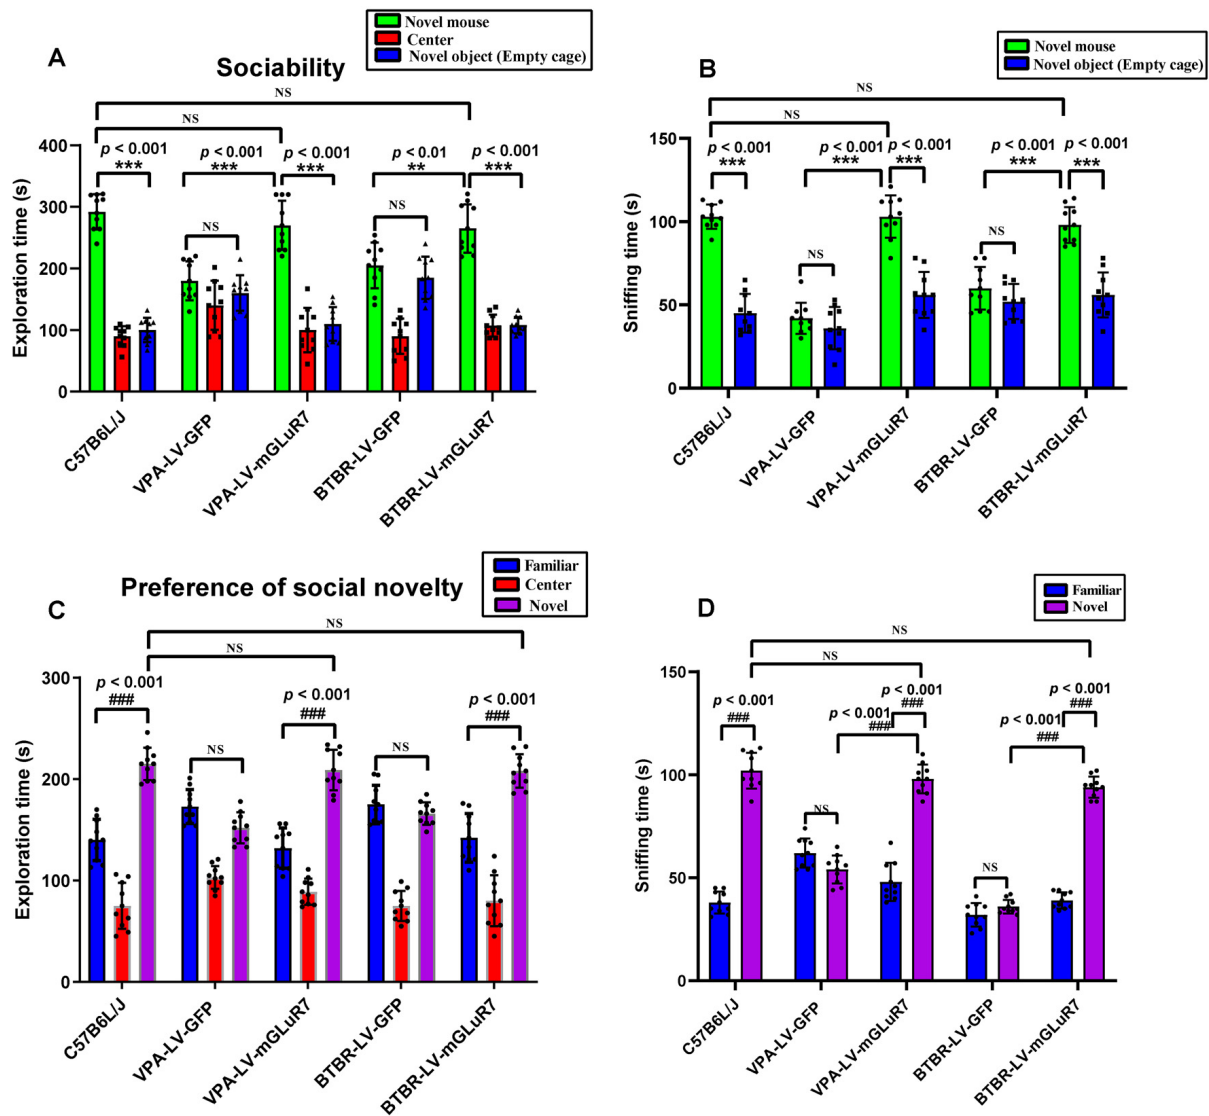 A
Sociability
Novel mouse
Center
Novel object (Empty cage)
NS
NS
p < 0.001
***
p < 0.001
***
p < 0.001
***
p < 0.01
**
p < 0.001
***
NS
NS
Exploration time (s)
400
300
200
100
0
C57B6L/J
VPA-LV-GFP
VPA-LV-mGLuR7
BTBR-LV-GFP
BTBR-LV-mGLuR7
B
Novel mouse
Novel object (Empty cage)
NS
NS
p < 0.001
***
p < 0.001
***
p < 0.001
***
p < 0.001
***
p < 0.001
***
NS
NS
Sniffing time (s)
150
100
50
0
C57B6L/J
VPA-LV-GFP
VPA-LV-mGLuR7
BTBR-LV-GFP
BTBR-LV-mGLuR7
C
Preference of social novelty
Familiar
Center
Novel
NS
NS
p < 0.001
###
p < 0.001
###
p < 0.001
###
NS
NS
Exploration time (s)
300
200
100
0
C57B6L/J
VPA-LV-GFP
VPA-LV-mGLuR7
BTBR-LV-GFP
BTBR-LV-mGLuR7
D
Familiar
Novel
NS
NS
p < 0.001
###
p < 0.001
###
p < 0.001
###
p < 0.001
###
p < 0.001
###
NS
NS
Sniffing time (s)
150
100
50
0
C57B6L/J
VPA-LV-GFP
VPA-LV-mGLuR7
BTBR-LV-GFP
BTBR-LV-mGLuR7